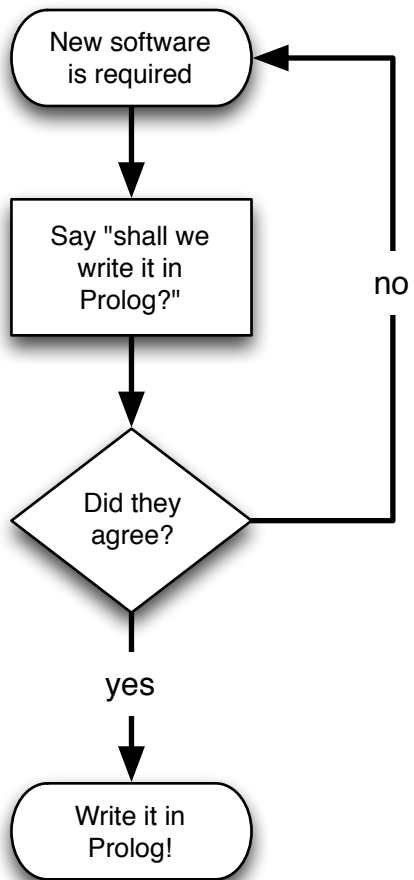 New software
is required
Say "shall we
write it in
Prolog?"
no
Did they
agree?
yes
Write it in
Prolog!